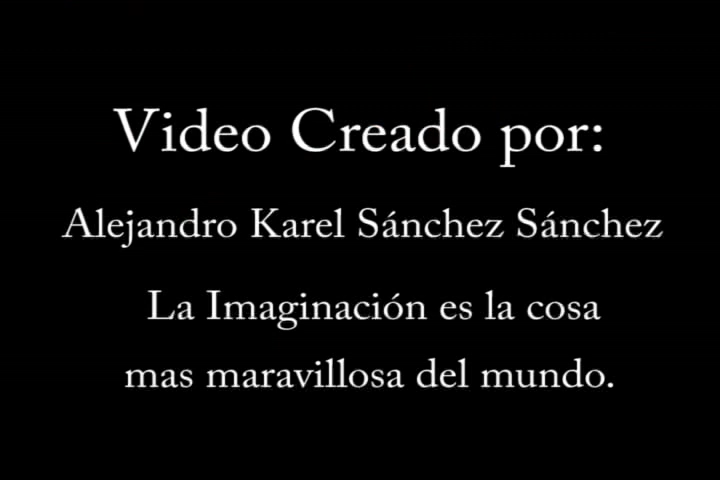 Video Creado por:
Alejandro Karel Sánchez Sánchez
La Imaginación es la cosa
mas maravillosa del mundo.